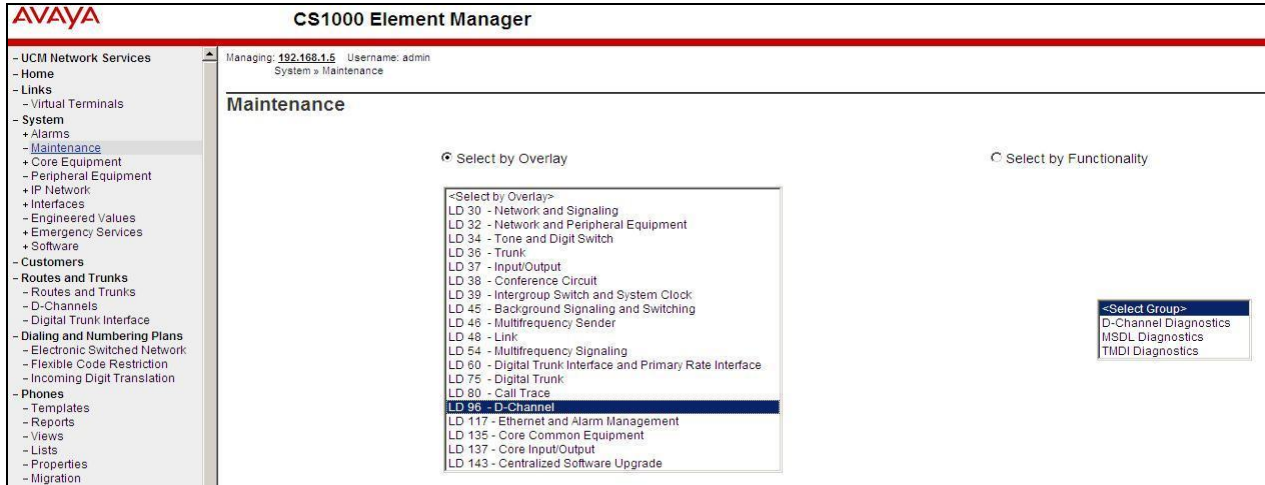 AVAYA
CS1000 Element Manager
- UCM Network Services
- Home
- Links
- Virtual Terminals
- System
+ Alarms
- Maintenance
+ Core Equipment
- Peripheral Equipment
+ IP Network
+ Interfaces
- Engineered Values
+ Emergency Services
+ Software
- Customers
- Routes and Trunks
- Routes and Trunks
- D-Channels
- Digital Trunk Interface
- Dialing and Numbering Plans
- Electronic Switched Network
- Flexible Code Restriction
- Incoming Digit Translation
- Phones
- Templates
- Reports
- Views
- Lists
- Properties
- Migration
Managing: 192.168.1.5 Username: admin
System » Maintenance
Maintenance
Select by Overlay
<Select by Overlay>
LD 30 - Network and Signaling
LD 32 - Network and Peripheral Equipment
LD 34 - Tone and Digit Switch
LD 36 - Trunk
LD 37 - Input/Output
LD 38 - Conference Circuit
LD 39 - Intergroup Switch and System Clock
LD 45 - Background Signaling and Switching
LD 46 - Multifrequency Sender
LD 48 - Link
LD 54 - Multifrequency Signaling
LD 60 - Digital Trunk Interface and Primary Rate Interface
LD 75 - Digital Trunk
LD 80 - Call Trace
LD 96 - D-Channel
LD 117 - Ethernet and Alarm Management
LD 135 - Core Common Equipment
LD 137 - Core Input/Output
LD 143 - Centralized Software Upgrade
Select by Functionality
<Select Group>
D-Channel Diagnostics
MSDL Diagnostics
TMDI Diagnostics